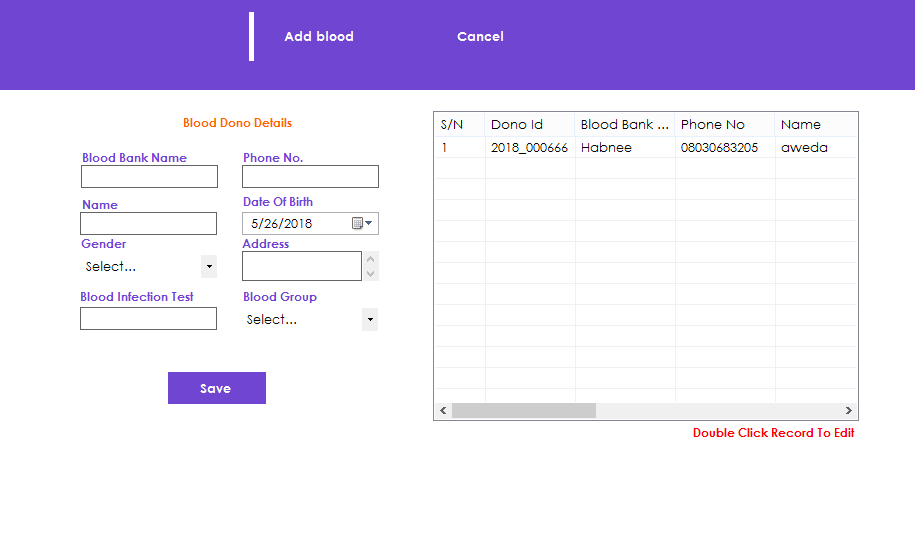 Add blood Cancel
Blood Dono Details
Blood Bank Name Phone No.
Name Date Of Birth
5/26/2018
Gender Address
Select...
Blood Infection Test Blood Group
Select...
Save
S/N Dono Id Blood Bank ... Phone No Name
1 2018_000666 Habnee 08030683205 aweda
Double Click Record To Edit